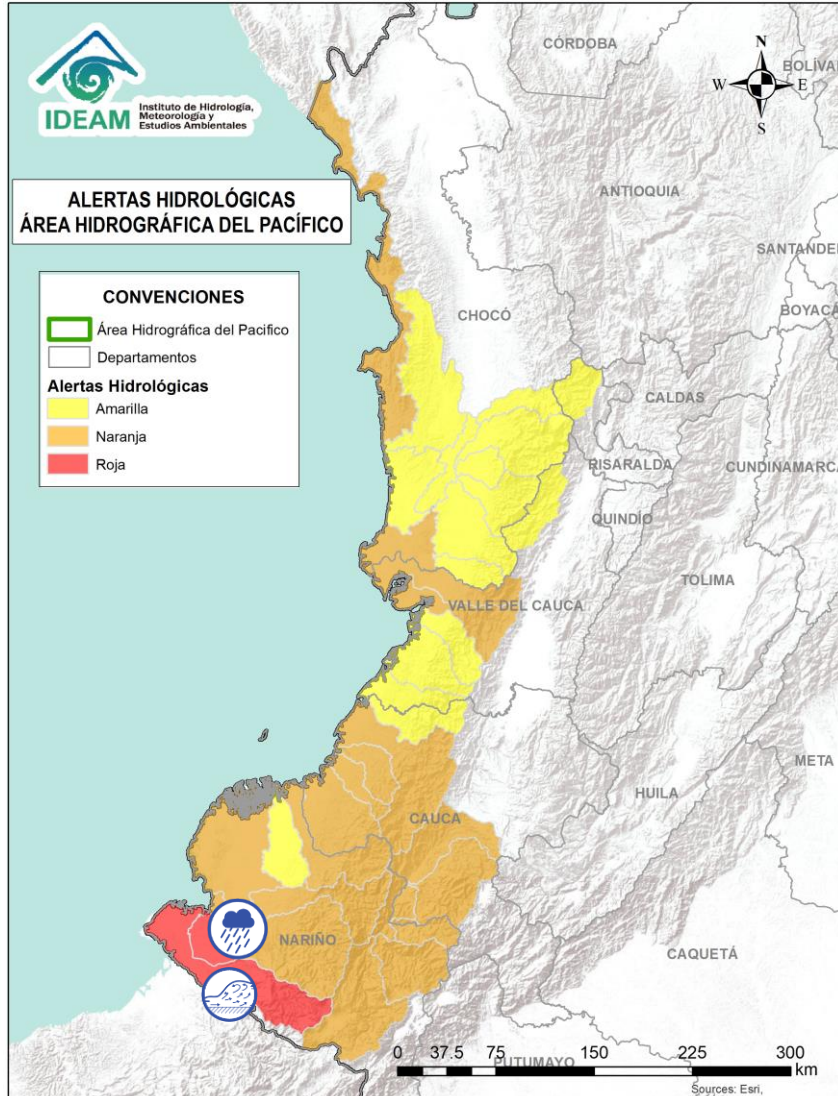 IDEAM
Instituto de Hidrología,
Meteorología y
Estudios Ambientales
ALERTAS HIDROLÓGICAS
ÁREA HIDROGRÁFICA DEL PACÍFICO
CONVENCIONES
Área Hidrográfica del Pacifico
Departamentos
Alertas Hidrológicas
Amarilla
Naranja
Roja
N
W E
S
CÓRDOBA
BOLÍVAR
ANTIOQUIA
SANTANDER
BOYACÁ
CHOCÓ
CALDAS
RISARALDA
CUNDINAMARCA
QUINDÍO
TOLIMA
VALLE DEL CAUCA
META
HUILA
CAUCA
NARIÑO
CAQUETÁ
PUTUMAYO
0 37.5 75 150 225 300
km
Sources: Esri,